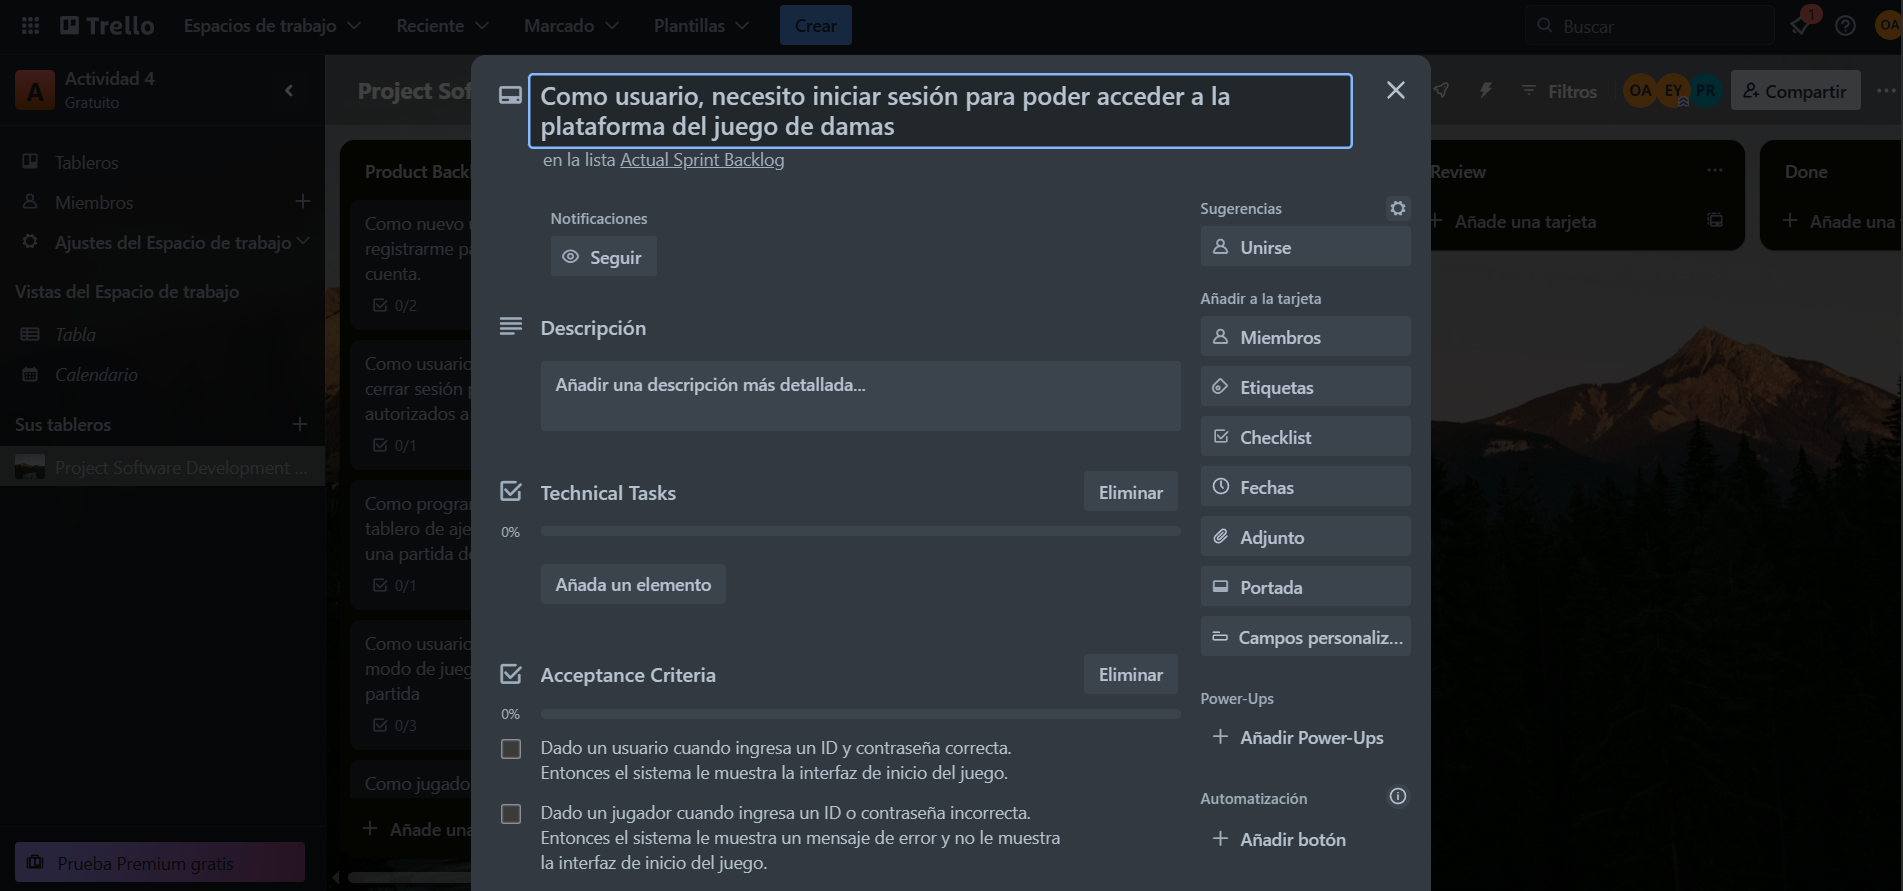 Trello
Espacios de trabajo
Reciente
Marcado
Plantillas
Crear
Buscar
1
OA
A
Actividad 4
Gratuito
Tableros
Miembros
Ajustes del Espacio de trabajo
Vistas del Espacio de trabajo
Tabla
Calendario
Sus tableros
Project Software Development ...
Prueba Premium gratis
Project Sof
Filtros
OA
EY
PR
Compartir
Product Back
Como nuevo
registrarme pa
cuenta.
0/2
Como usuario
cerrar sesión
autorizados a
0/1
Como program
tablero de aje
una partida d
0/1
Como usuario
modo de jueg
partida
0/3
Como jugado
Añade una
Como usuario, necesito iniciar sesión para poder acceder a la
plataforma del juego de damas
en la lista Actual Sprint Backlog
Notificaciones
Seguir
Descripción
Añadir una descripción más detallada...
Technical Tasks
Eliminar
0%
Añada un elemento
Acceptance Criteria
Eliminar
0%
Dado un usuario cuando ingresa un ID y contraseña correcta.
Entonces el sistema le muestra la interfaz de inicio del juego.
Dado un jugador cuando ingresa un ID o contraseña incorrecta.
Entonces el sistema le muestra un mensaje de error y no le muestra
la interfaz de inicio del juego.
Sugerencias
Unirse
Añadir a la tarjeta
Miembros
Etiquetas
Checklist
Fechas
Adjunto
Portada
Campos personaliz...
Power-Ups
Añadir Power-Ups
Automatización
Añadir botón
Review
Añade una tarjeta
Done
Añade una